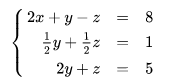 2x + y − z = 8
½y + ½z = 1
2y + z = 5